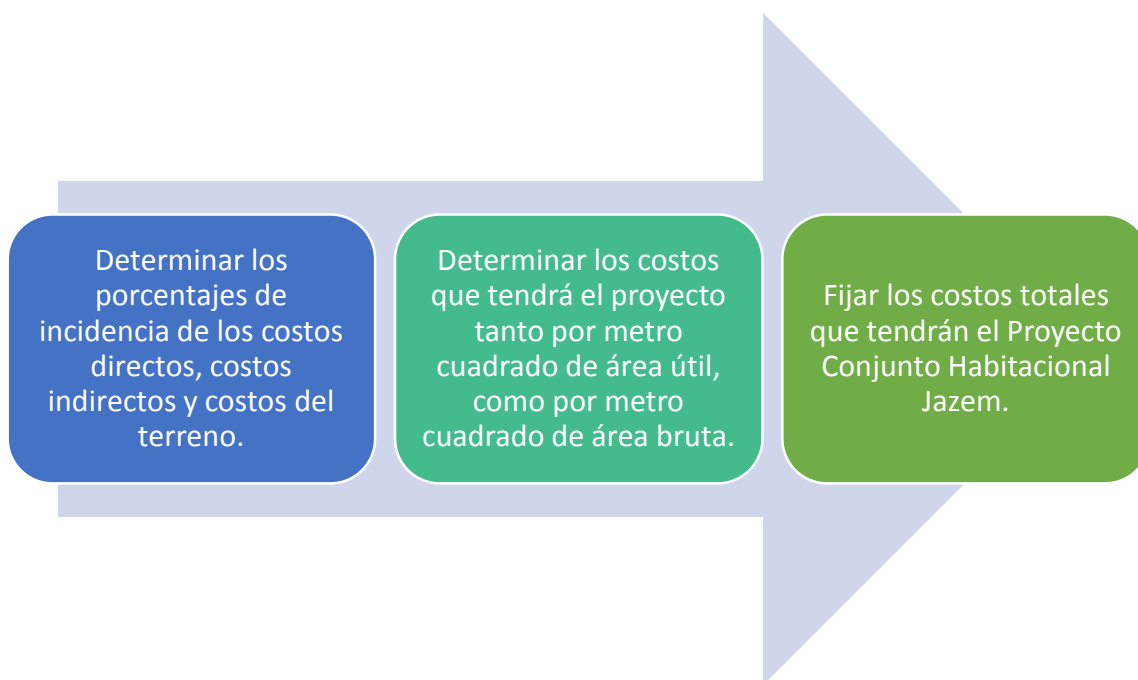 Determinar los
porcentajes de
incidencia de los costos
directos, costos
indirectos y costos del
terreno.
Determinar los costos
que tendrá el proyecto
tanto por metro
cuadrado de área útil,
como por metro
cuadrado de área bruta.
Fijar los costos totales
que tendrán el Proyecto
Conjunto Habitacional
Jazem.